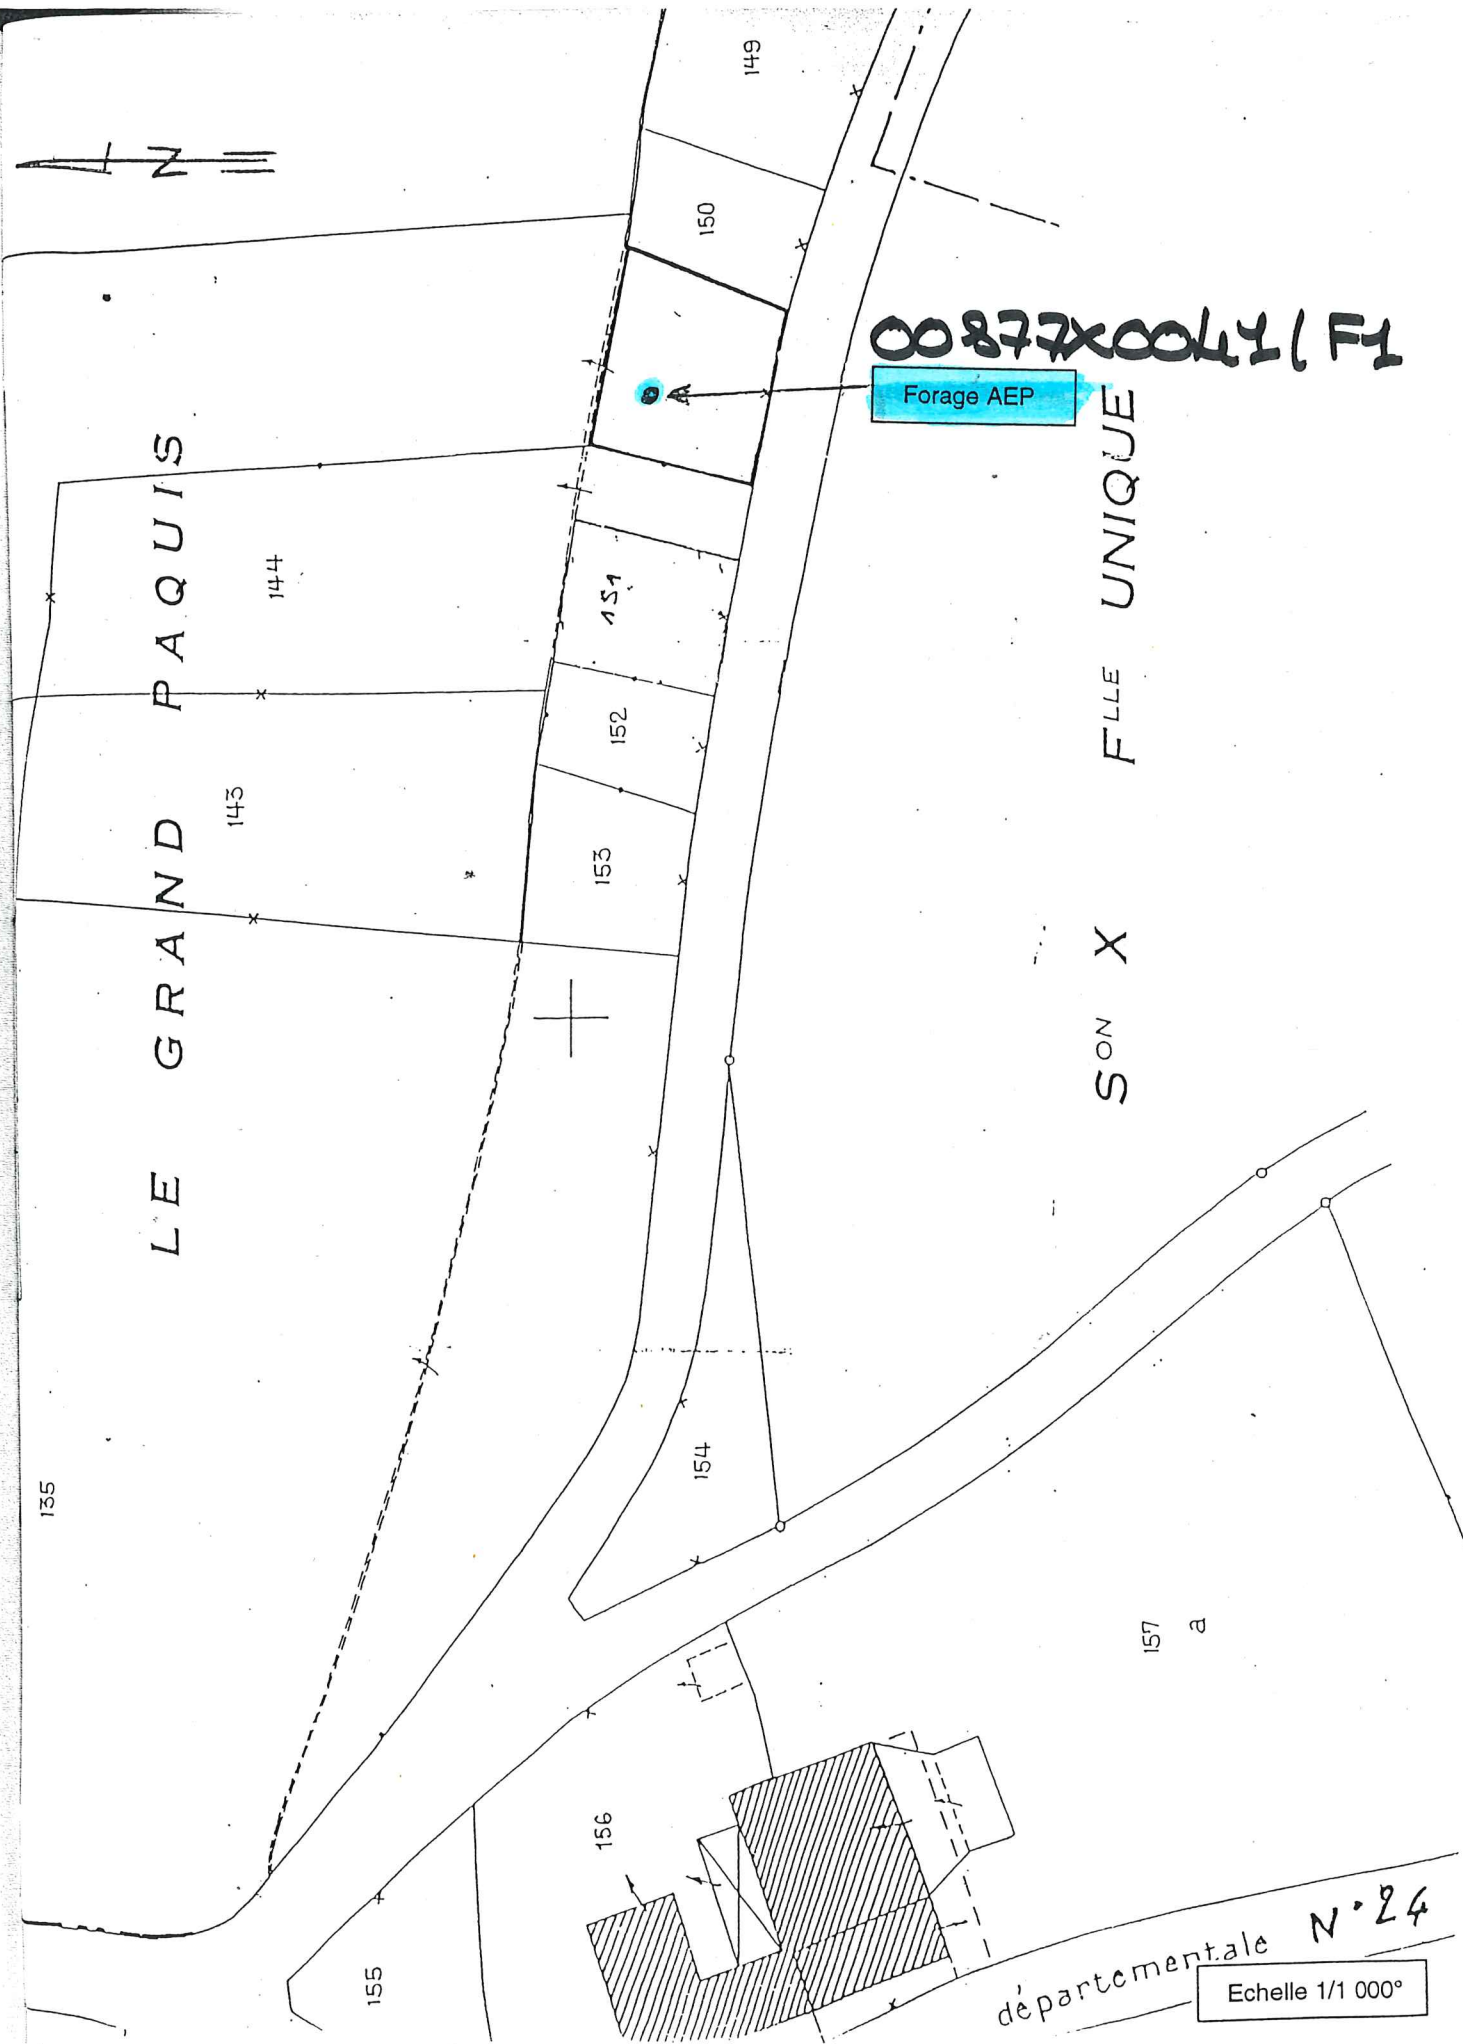 149
N
150
00877X0041/F1
Forage AEP
LE GRAND PAQUIS
SON X FLLE UNIQUE
144
151
152
143
153
135
154
157
a
156
155
départementale N°24
Echelle 1/1 000°